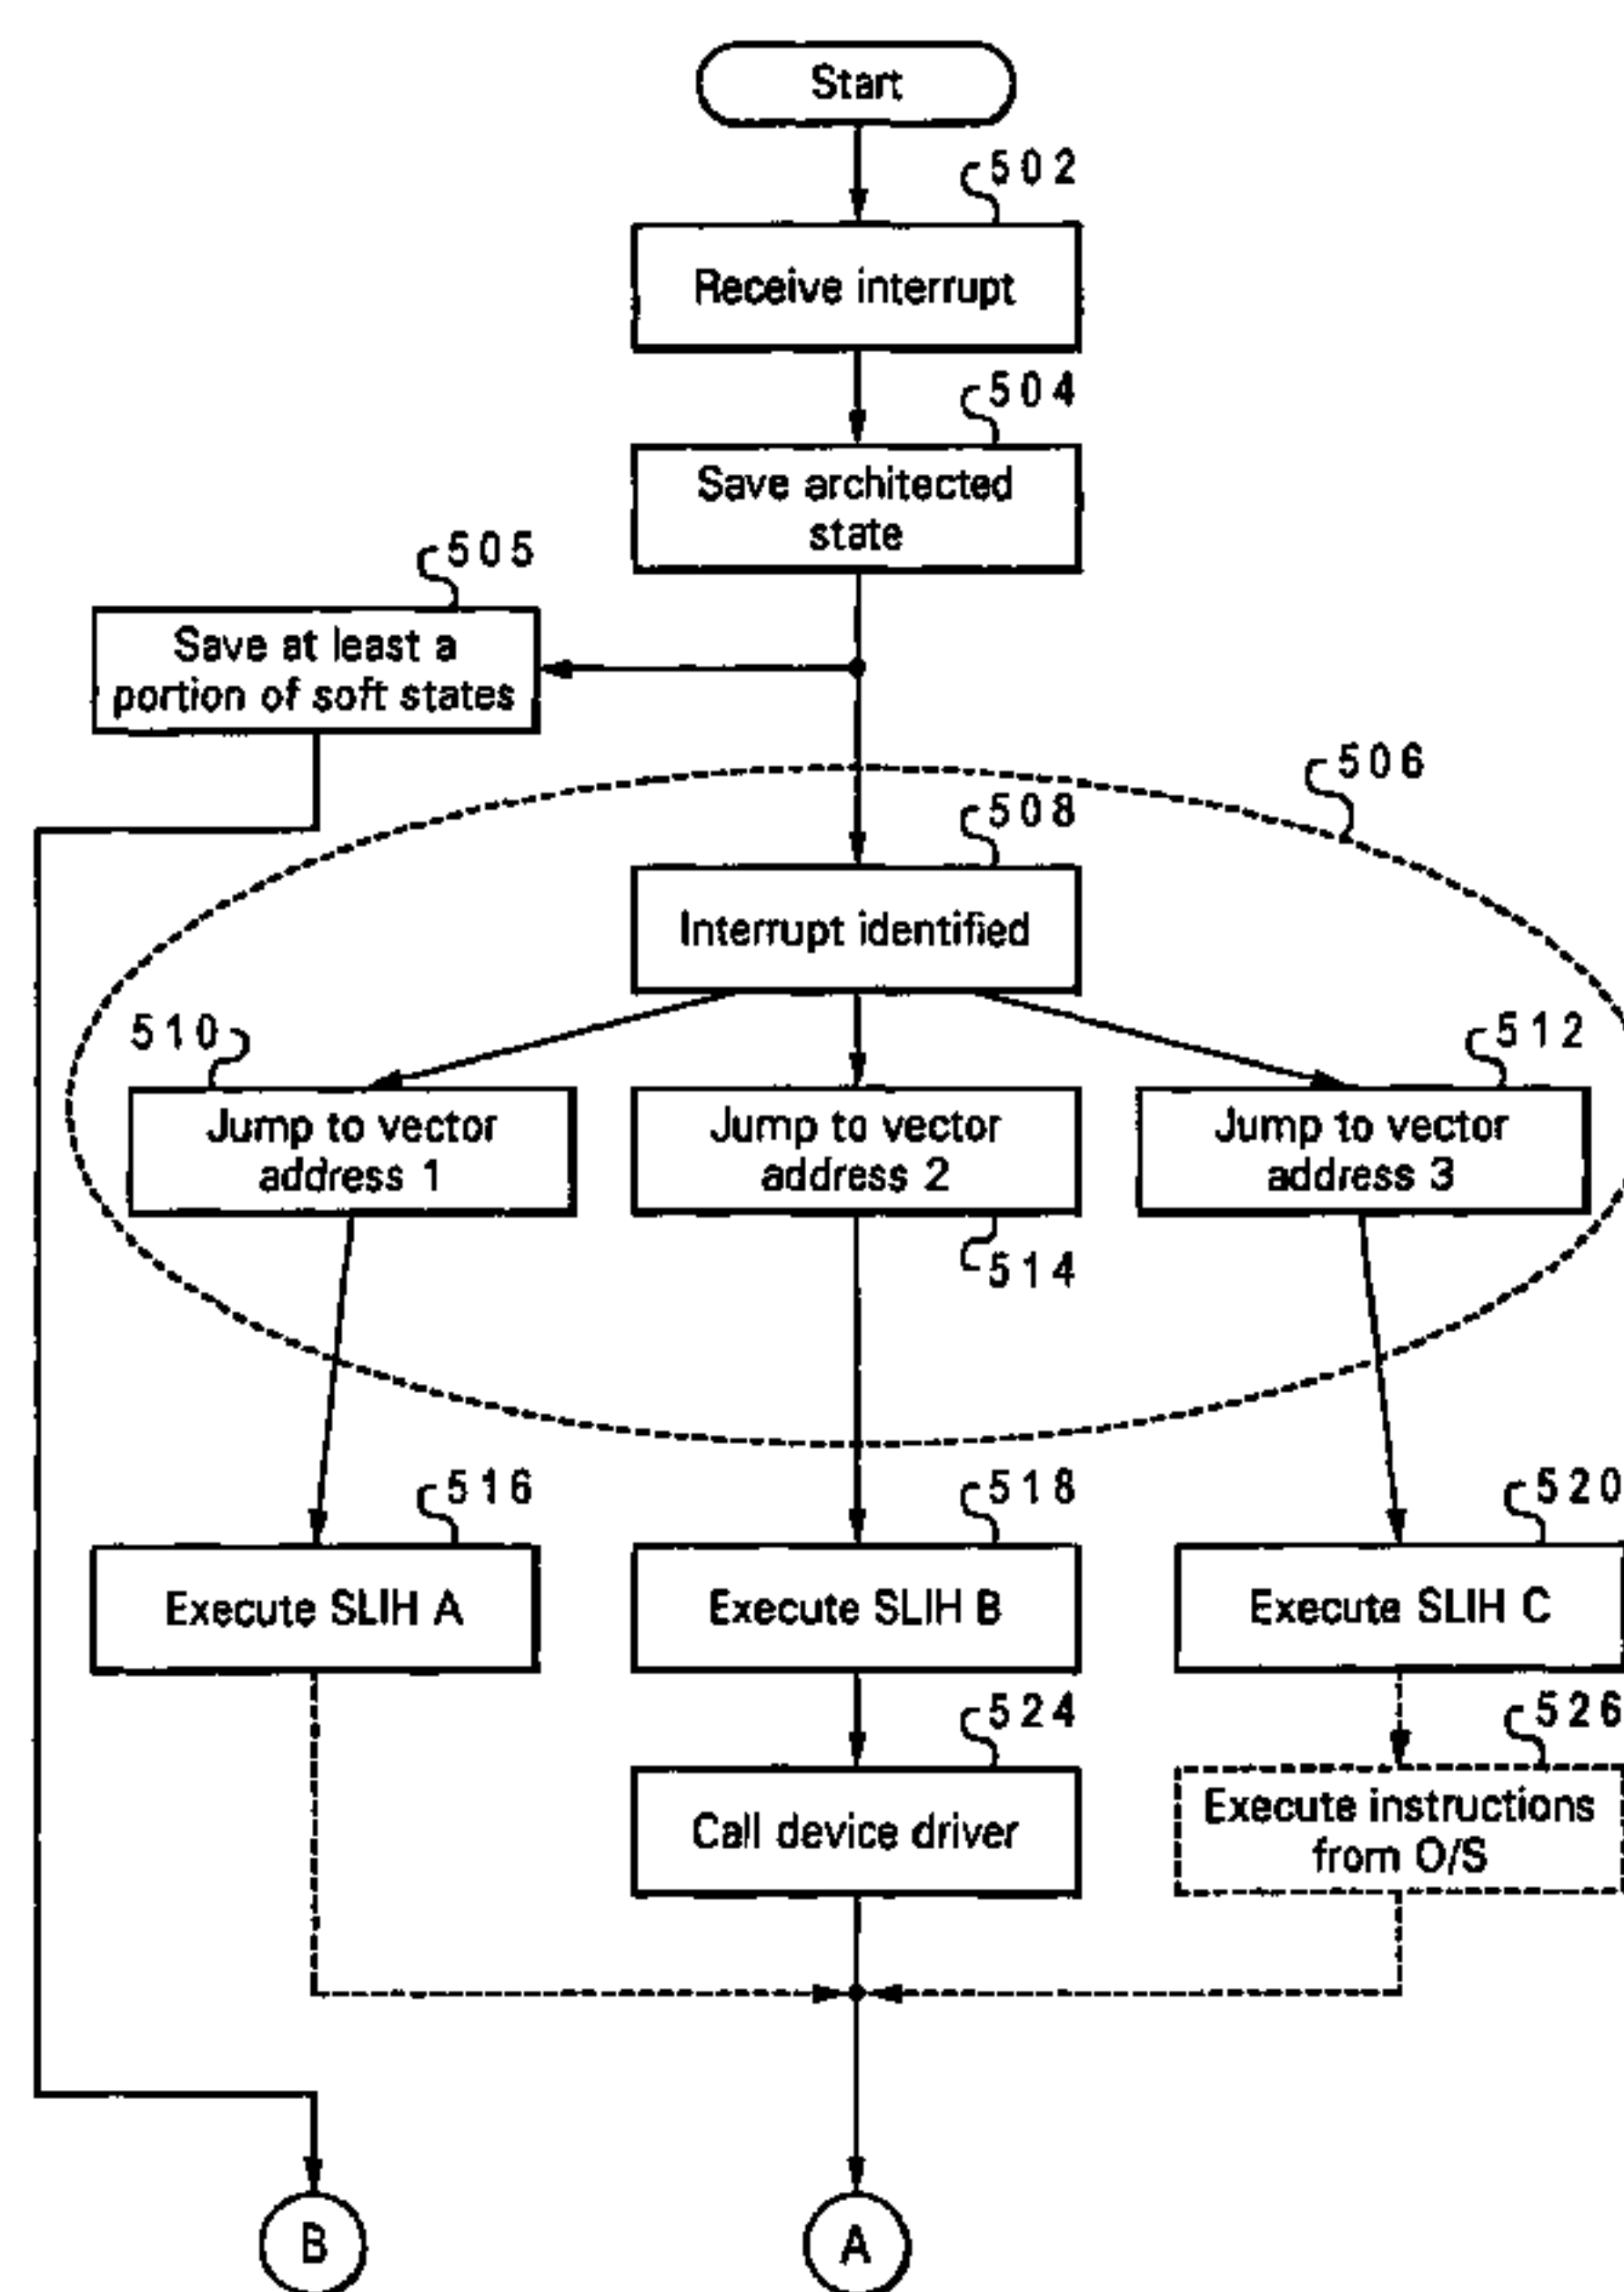 Start
502
Receive interrupt
504
Save architected
state
505
Save at least a
portion of soft states
506
508
Interrupt identified
510
512
Jump to vector
address 1
Jump to vector
address 2
Jump to vector
address 3
514
516
518
520
Execute SLIH A
Execute SLIH B
Execute SLIH C
524
526
Call device driver
Execute instructions
from O/S
B
A